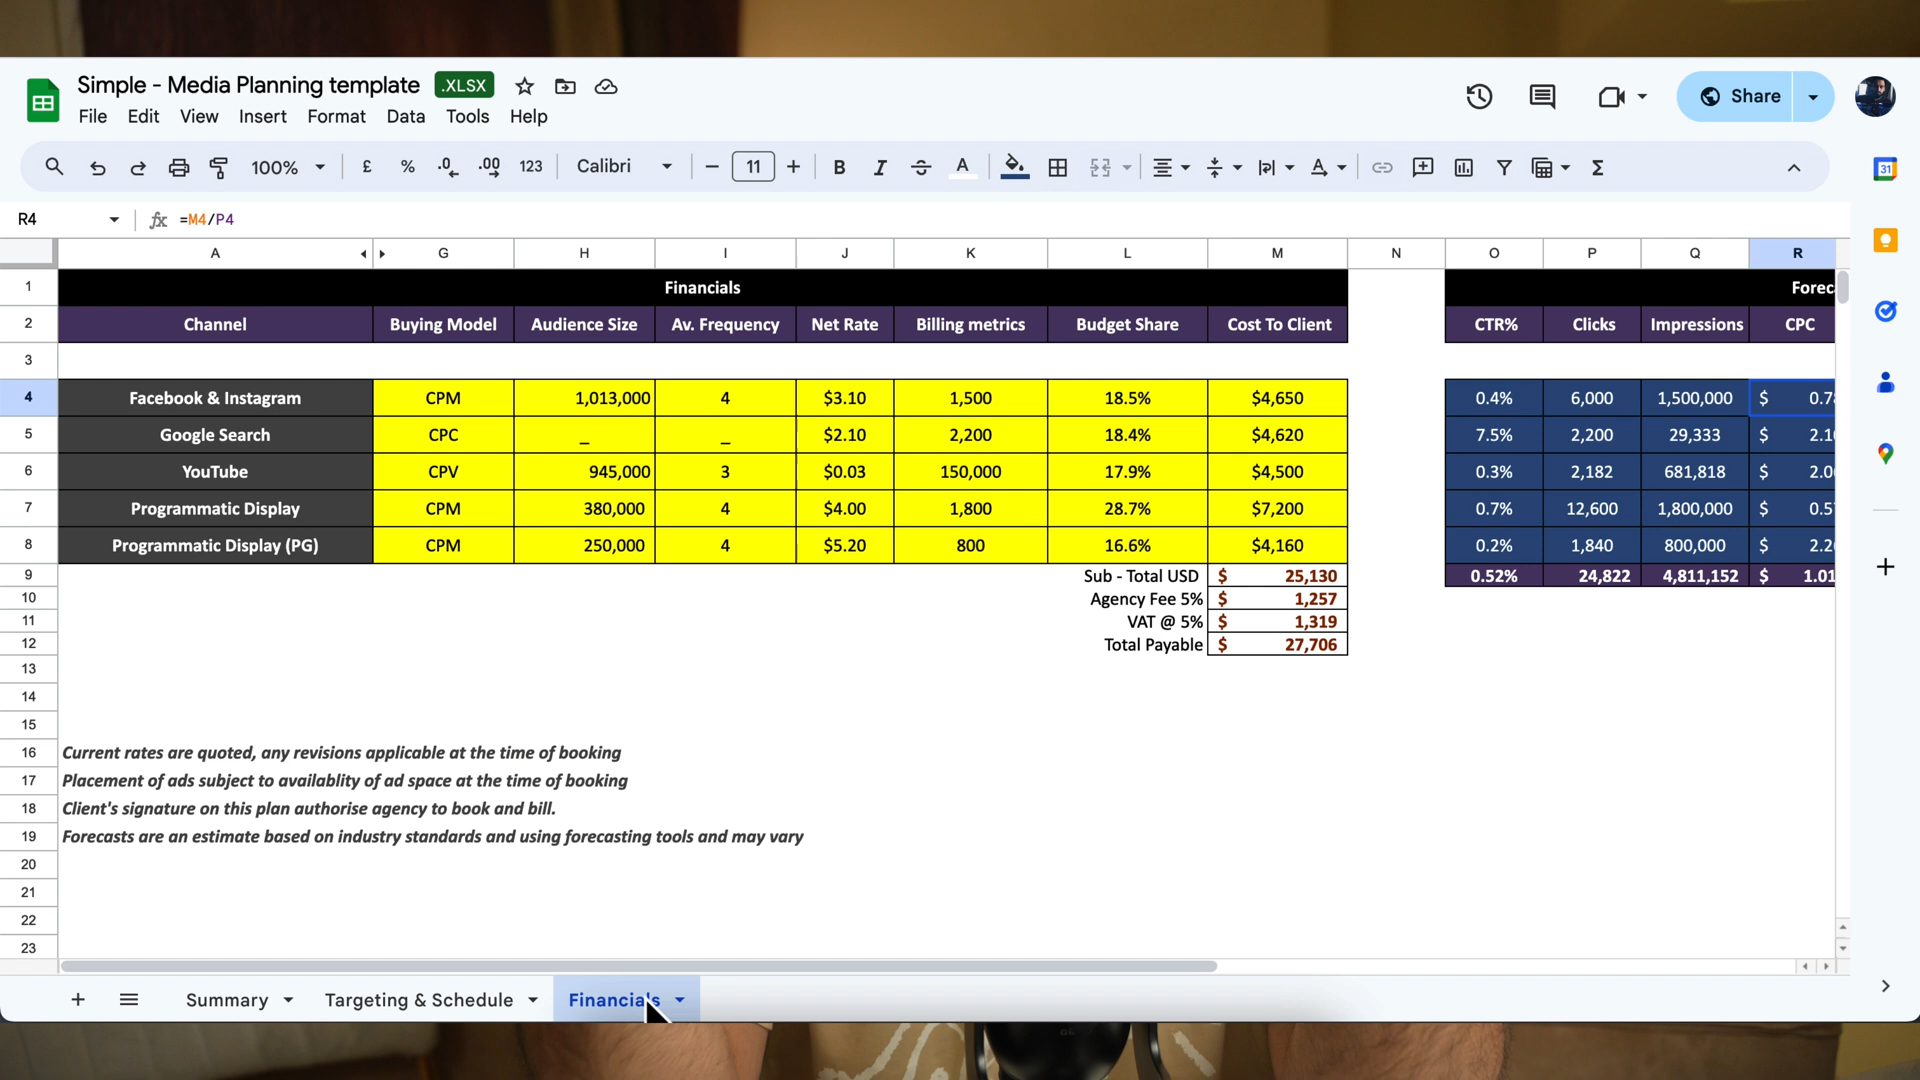 Simple - Media Planning template .XLSX
File Edit View Insert Format Data Tools Help
Share
100% £ % .0 .00 123 Calibri 11 B I A
31
R4 fx =M4/P4
A G H I J K L M N O P Q R
1 Financials
2 Channel Buying Model Audience Size Av. Frequency Net Rate Billing metrics Budget Share Cost To Client CTR% Clicks Impressions CPC
3
4 Facebook & Instagram CPM 1,013,000 4 $3.10 1,500 18.5% $4,650 0.4% 6,000 1,500,000 $
5 Google Search CPC _ _ $2.10 2,200 18.4% $4,620 7.5% 2,200 29,333 $
6 YouTube CPV 945,000 3 $0.03 150,000 17.9% $4,500 0.3% 2,182 681,818 $
7 Programmatic Display CPM 380,000 4 $4.00 1,800 28.7% $7,200 0.7% 12,600 1,800,000 $
8 Programmatic Display (PG) CPM 250,000 4 $5.20 800 16.6% $4,160 0.2% 1,840 800,000 $
9 Sub - Total USD $ 25,130 0.52% 24,822 4,811,152 $ 1.01
10 Agency Fee 5% $ 1,257
11 VAT @ 5% $ 1,319
12 Total Payable $ 27,706
13
14
15
16 Current rates are quoted, any revisions applicable at the time of booking
17 Placement of ads subject to availablity of ad space at the time of booking
18 Client's signature on this plan authorise agency to book and bill.
19 Forecasts are an estimate based on industry standards and using forecasting tools and may vary
20
21
22
23
Summary Targeting & Schedule Financials